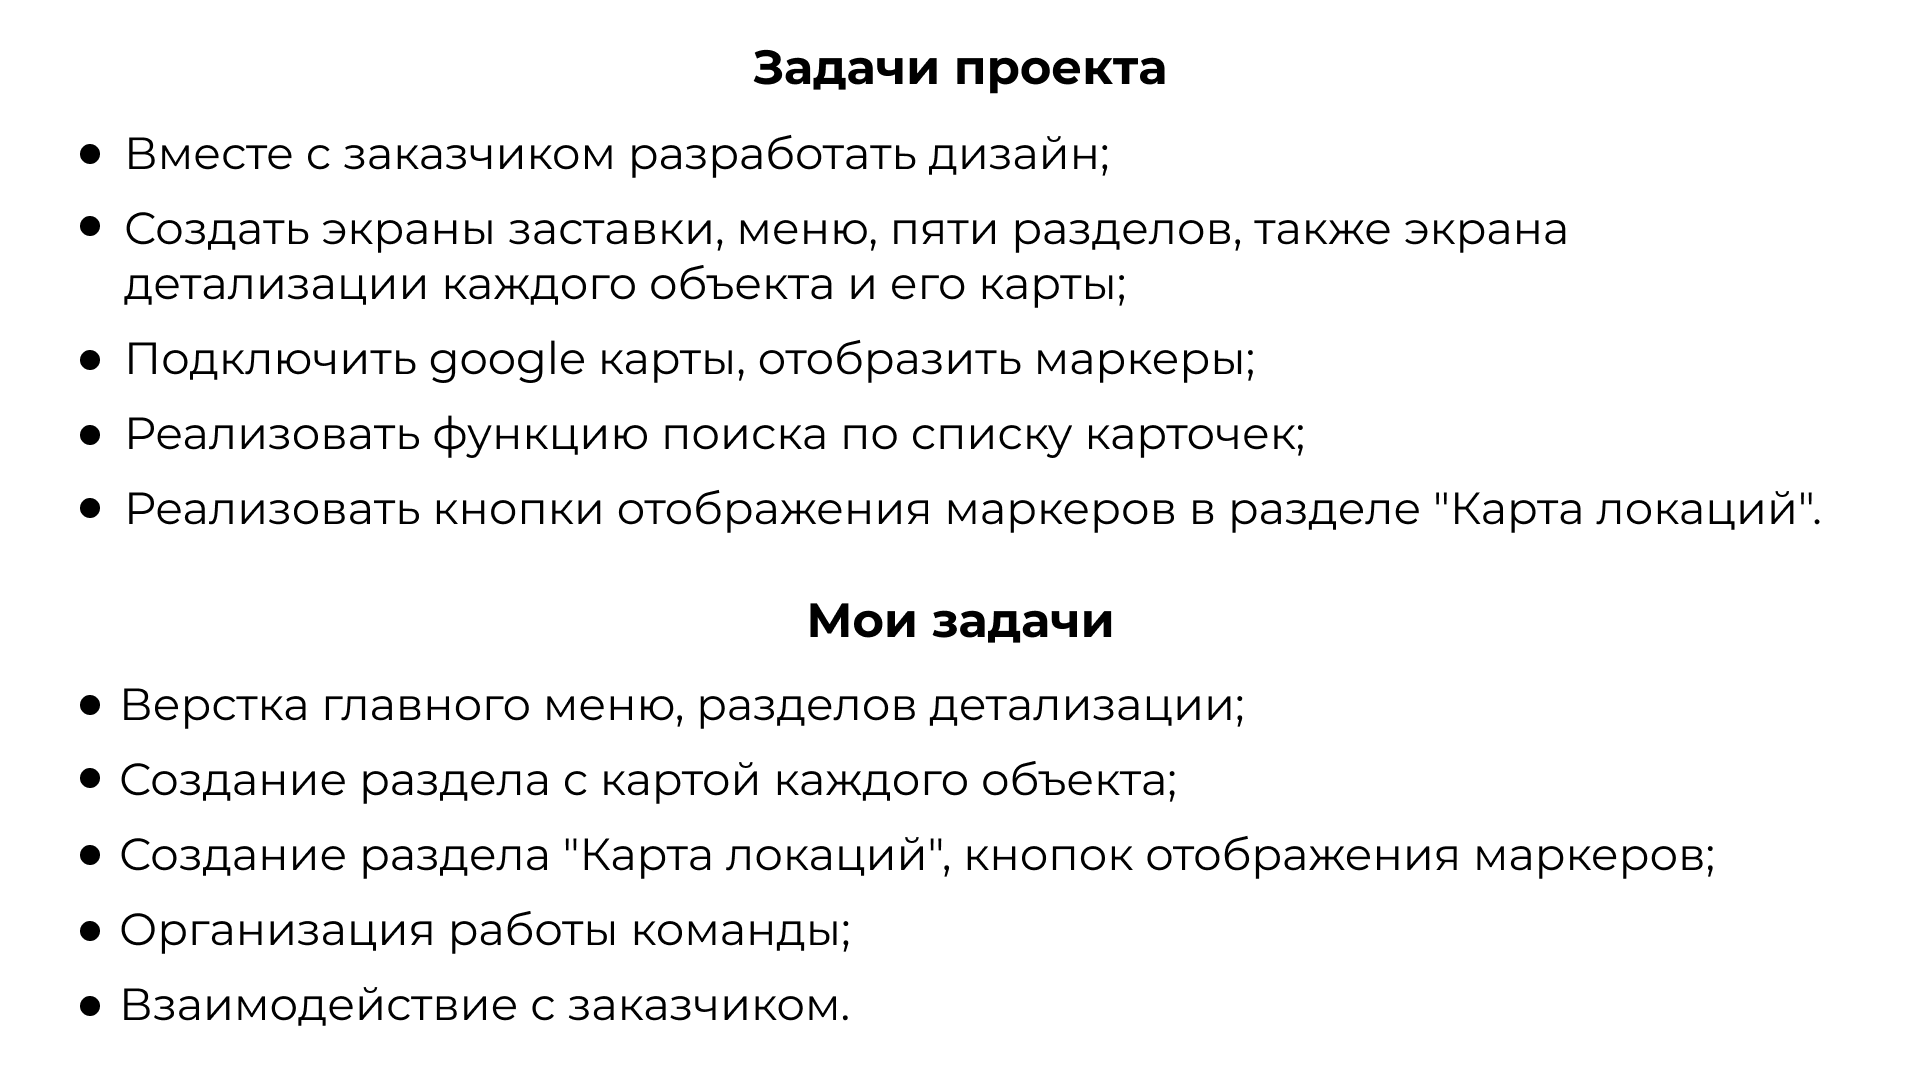 Задачи проекта
● Вместе с заказчиком разработать дизайн;
● Создать экраны заставки, меню, пяти разделов, также экрана
детализации каждого объекта и его карты;
● Подключить google карты, отобразить маркеры;
● Реализовать функцию поиска по списку карточек;
● Реализовать кнопки отображения маркеров в разделе "Карта локаций".
Мои задачи
● Верстка главного меню, разделов детализации;
● Создание раздела с картой каждого объекта;
● Создание раздела "Карта локаций", кнопок отображения маркеров;
● Организация работы команды;
● Взаимодействие с заказчиком.